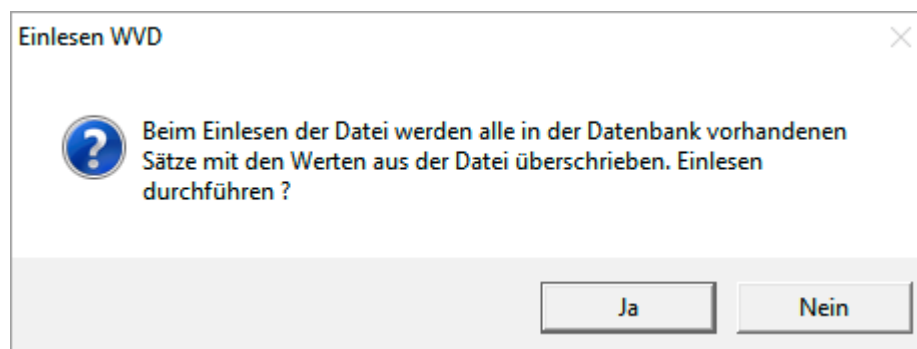 Einlesen WVD
Beim Einlesen der Datei werden alle in der Datenbank vorhandenen
Sätze mit den Werten aus der Datei überschrieben. Einlesen
durchführen ?
Ja
Nein